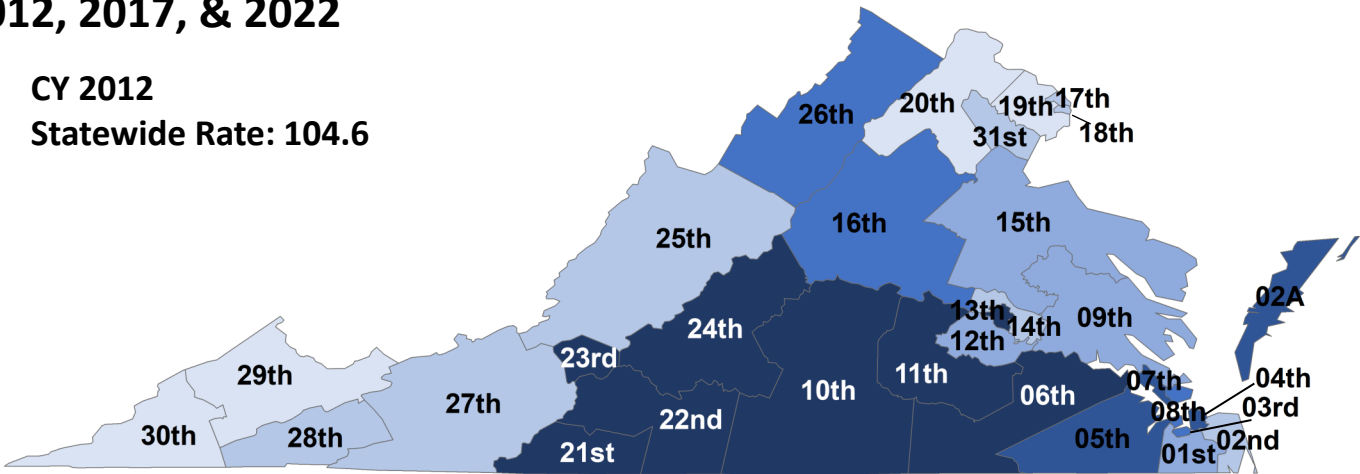 012, 2017, & 2022
CY 2012
Statewide Rate: 104.6
26th
20th
19th
17th
18th
31st
25th
16th
15th
02A
13th
14th
09th
12th
24th
23rd
29th
27th
10th
11th
06th
07th
04th
03rd
08th
30th
28th
22nd
21st
05th
01st
02nd